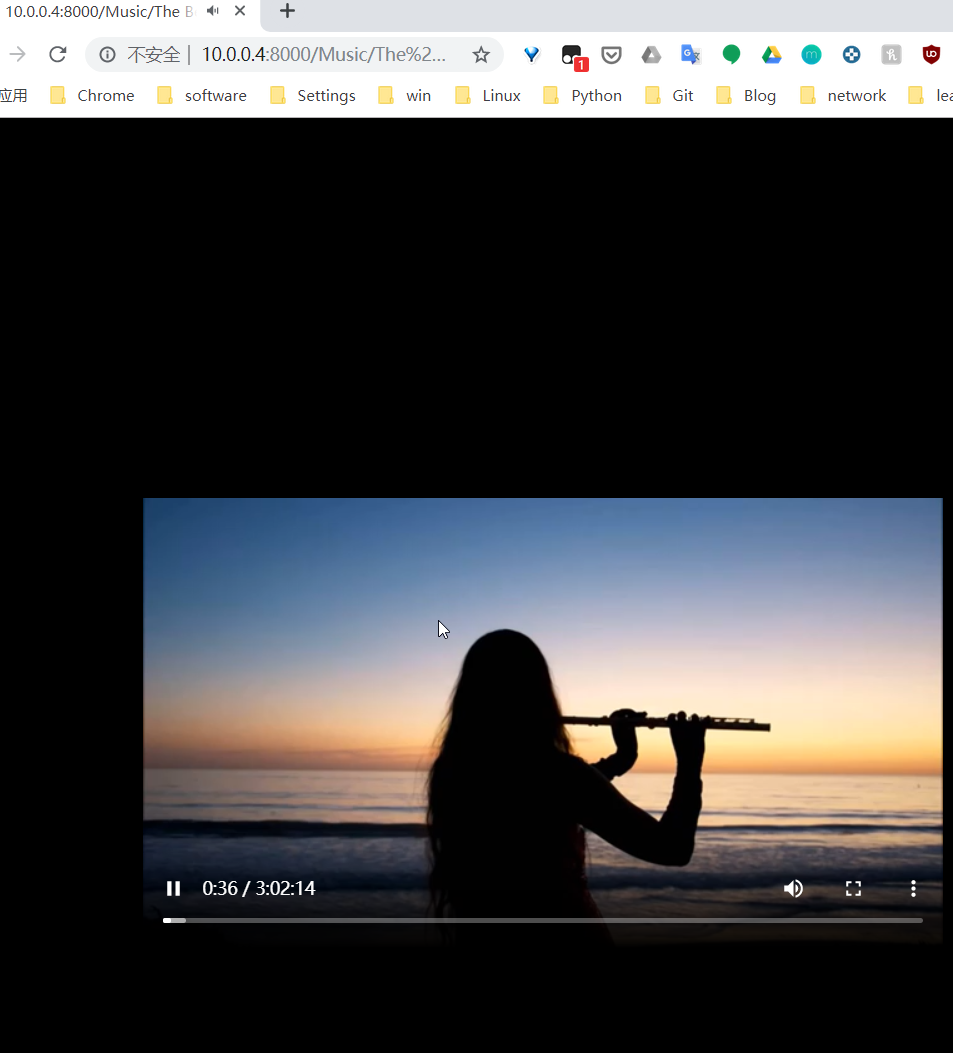 10.0.0.4:8000/Music/The B
不安全 | 10.0.0.4:8000/Music/The%2...
1
应用 Chrome software Settings win Linux Python Git Blog network lea
0:36 / 3:02:14